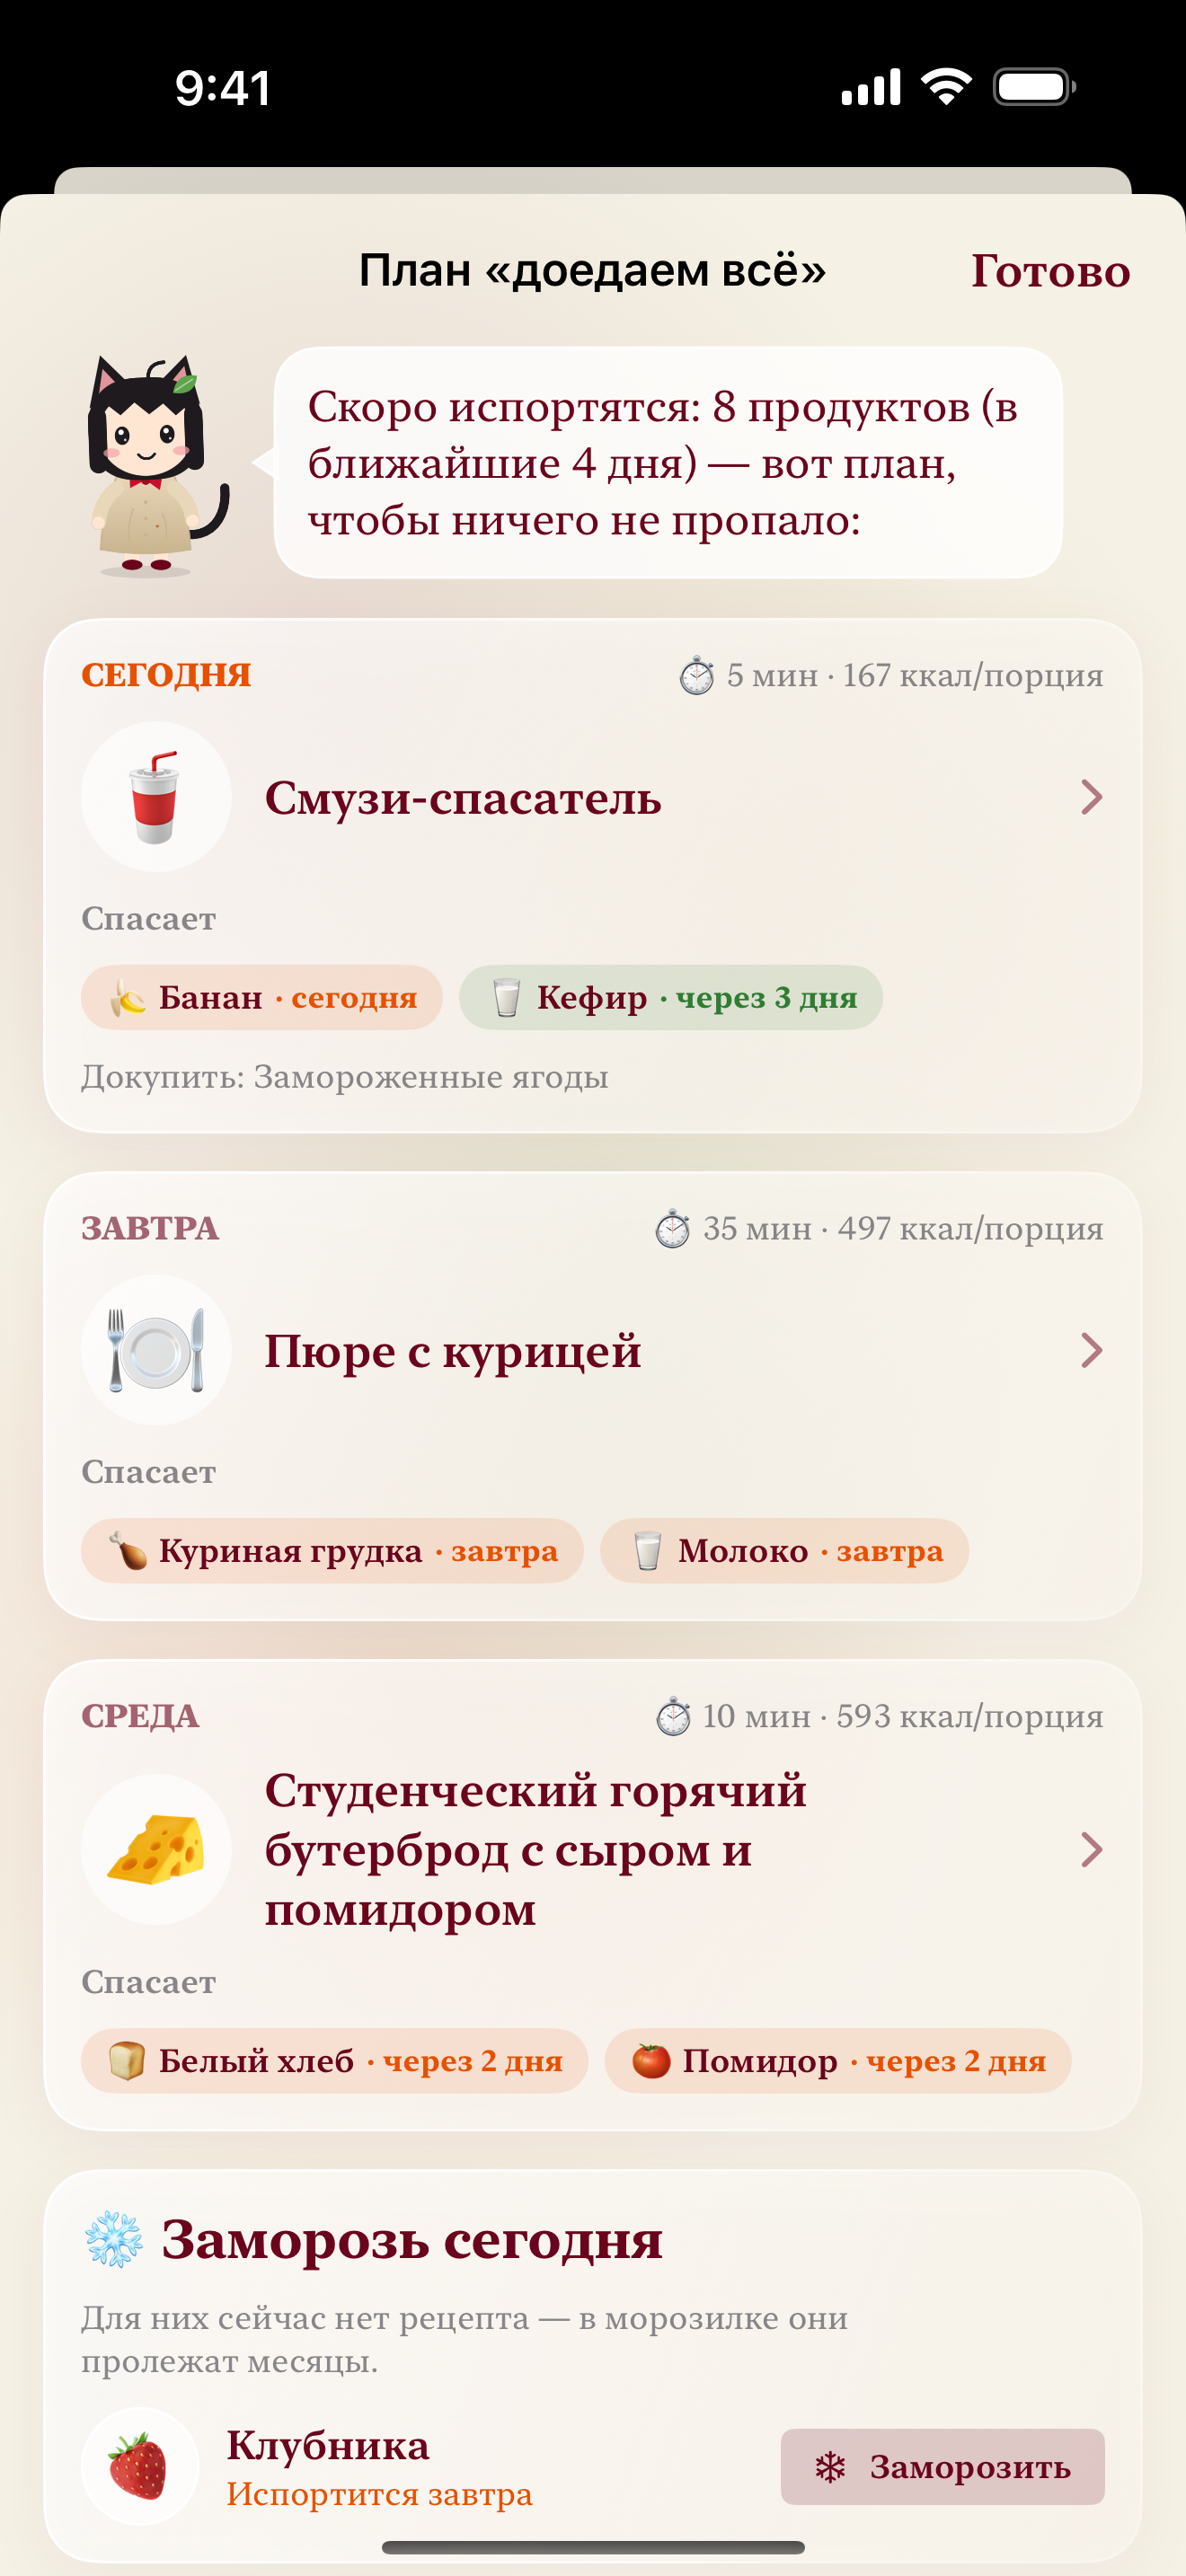 9:41
План «доедаем всё»
Готово
Скоро испортятся: 8 продуктов (в
ближайшие 4 дня) — вот план,
чтобы ничего не пропало:
СЕГОДНЯ
5 мин · 167 ккал/порция
Смузи-спасатель
Спасает
Банан · сегодня
Кефир · через 3 дня
Докупить: Замороженные ягоды
ЗАВТРА
35 мин · 497 ккал/порция
Пюре с курицей
Спасает
Куриная грудка · завтра
Молоко · завтра
СРЕДА
10 мин · 593 ккал/порция
Студенческий горячий
бутерброд с сыром и
помидором
Спасает
Белый хлеб · через 2 дня
Помидор · через 2 дня
Заморозь сегодня
Для них сейчас нет рецепта — в морозилке они
пролежат месяцы.
Клубника
Испортится завтра
Заморозить